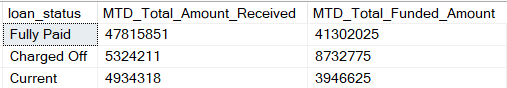 loan_status MTD_Total_Amount_Received MTD_Total_Funded_Amount
Fully Paid 47815851 41302025
Charged Off 5324211 8732775
Current 4934318 3946625